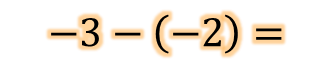 −3 − (−2) =